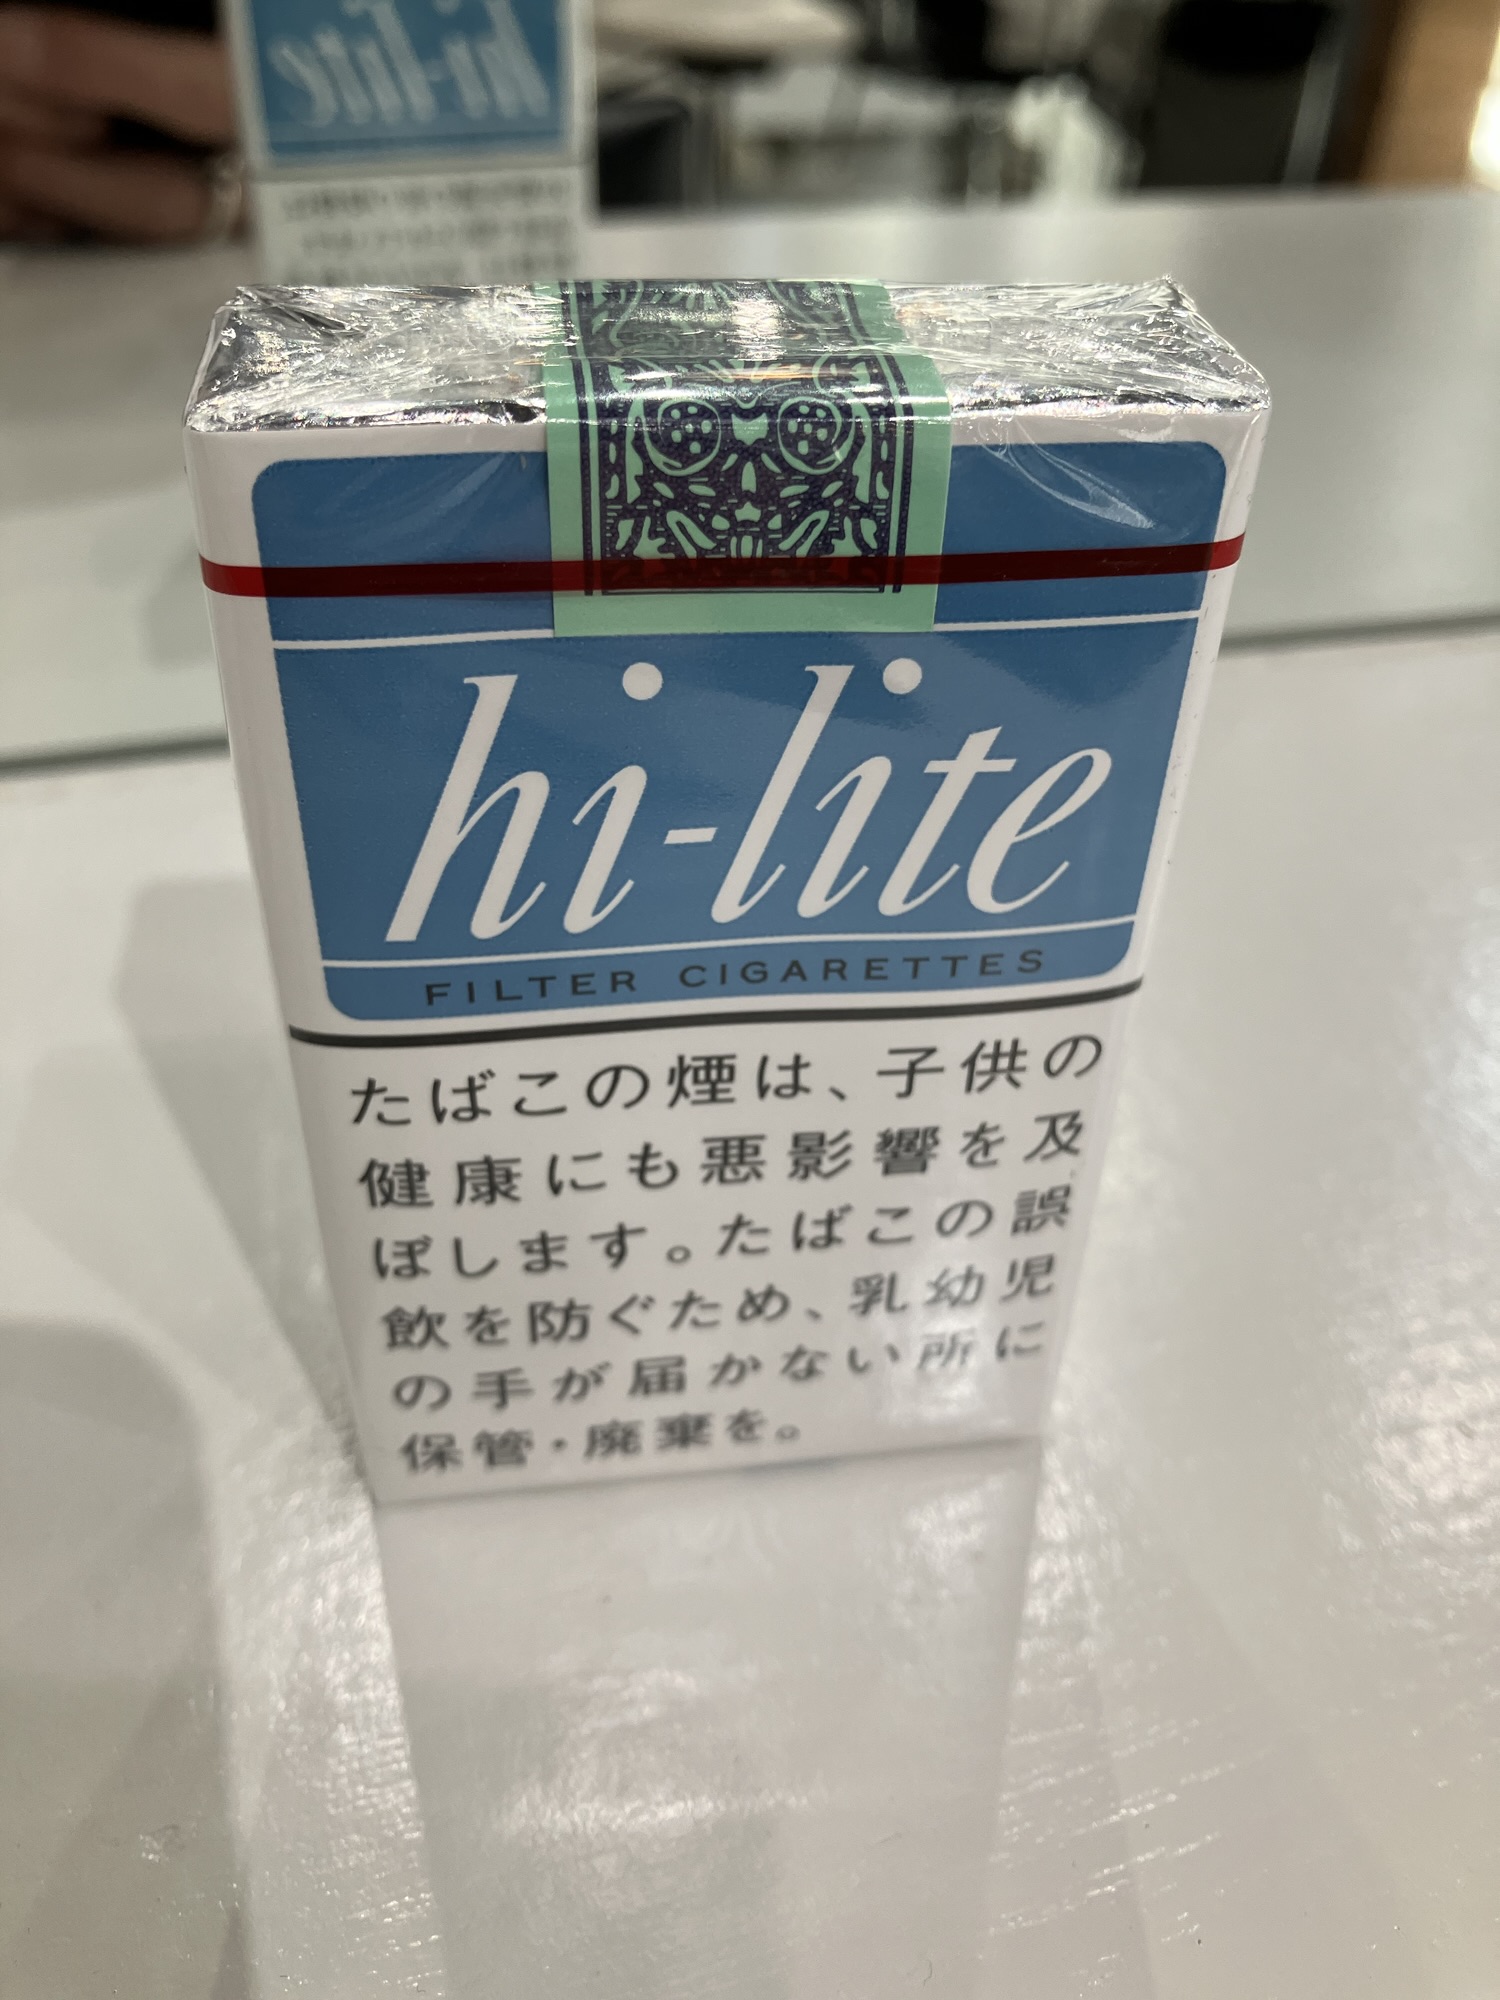 hi-lite
FILTER CIGARETTES
たばこの煙は、子供の
健康にも悪影響を及
ぼします。たばこの誤
飲を防ぐため、乳幼児
の手が届かない所に
保管・廃棄を。